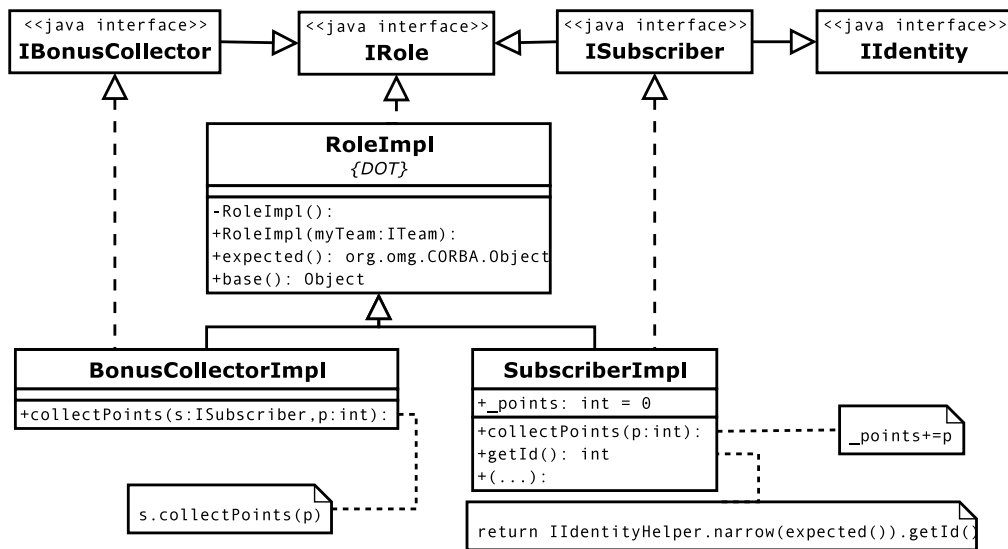 <<java interface>>
IBonusCollector
<<java interface>>
IRole
<<java interface>>
ISubscriber
<<java interface>>
IIdentity
RoleImpl
{DOT}
-RoleImpl():
+RoleImpl(myTeam:ITeam):
+expected(): org.omg.CORBA.Object
+base(): Object
BonusCollectorImpl
+collectPoints(s:ISubscriber,p:int):
SubscriberImpl
+_points: int = 0
+collectPoints(p:int):
+getId(): int
+(...):
_points+=p
s.collectPoints(p)
return IIdentityHelper.narrow(expected()).getId()